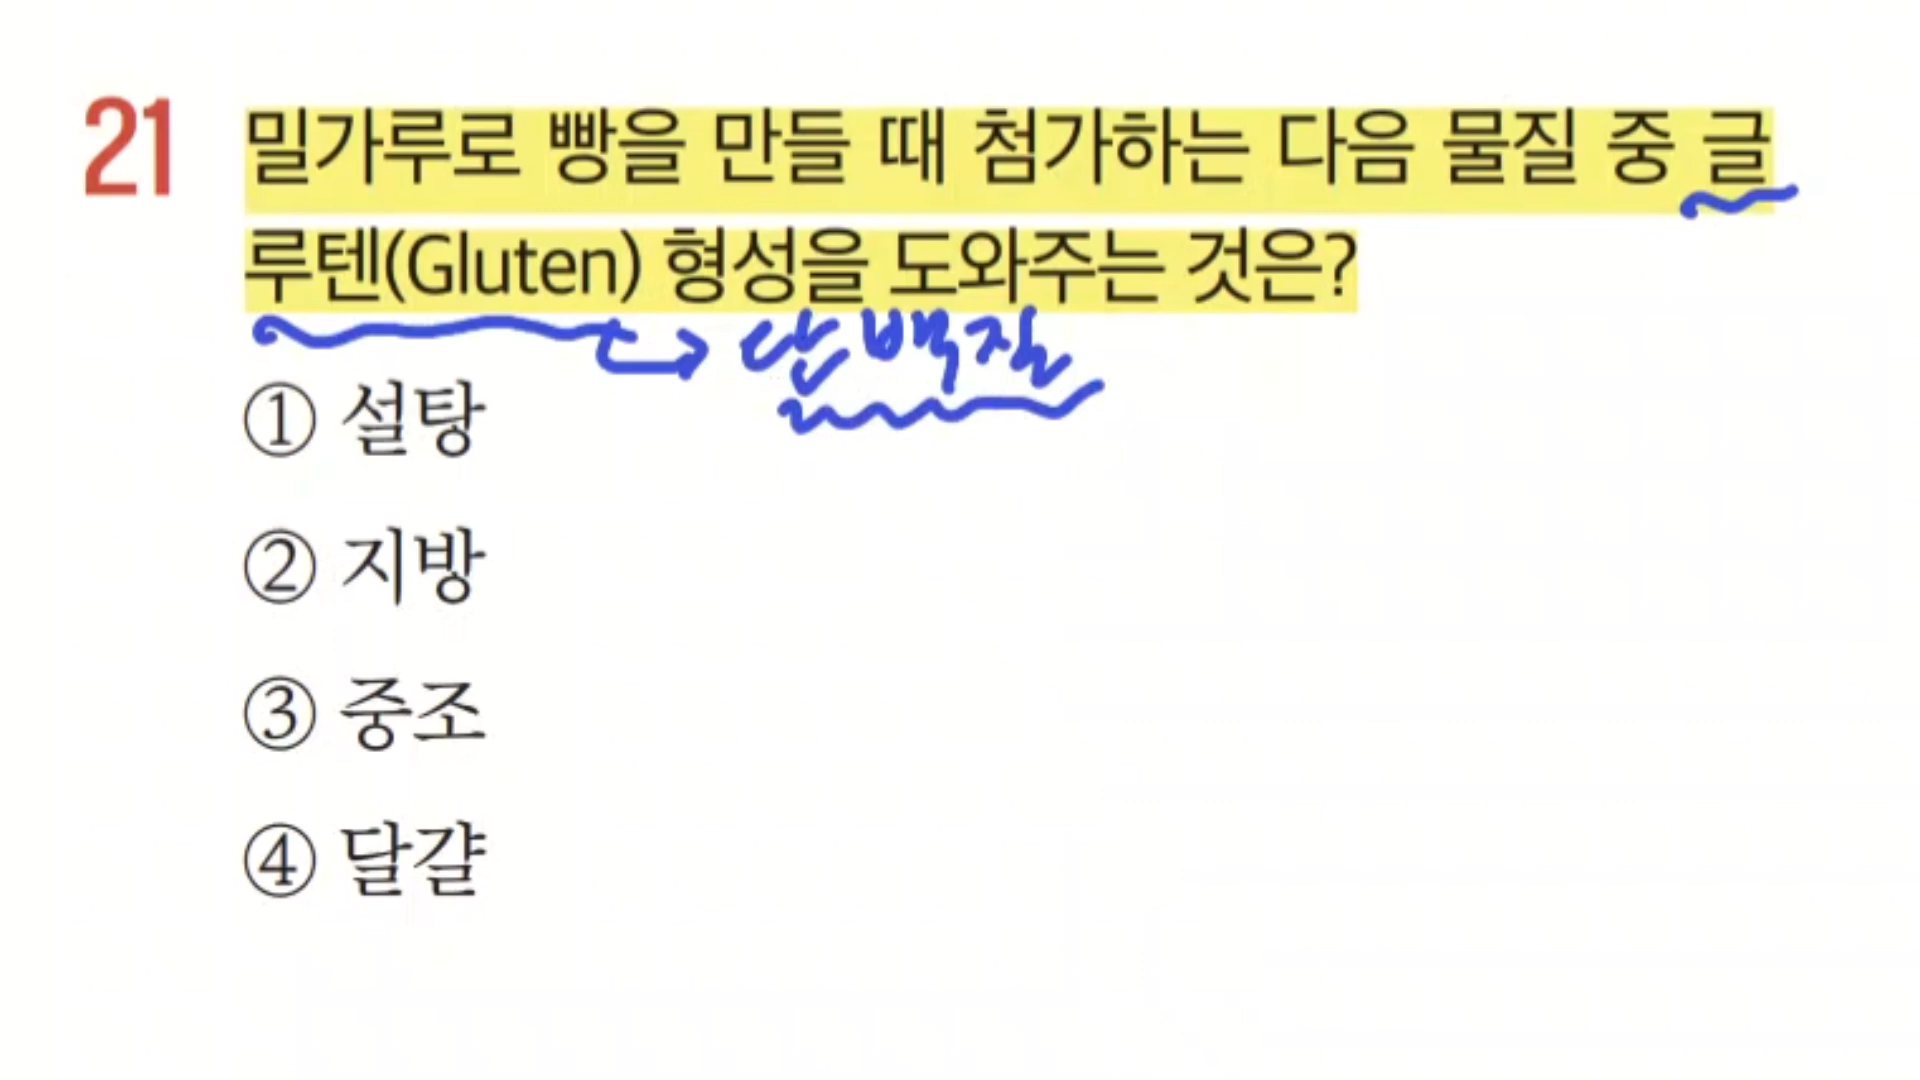 21 밀가루로 빵을 만들 때 첨가하는 다음 물질 중 글
루텐(Gluten) 형성을 도와주는 것은?
단백질
① 설탕
② 지방
③ 중조
④ 달걀